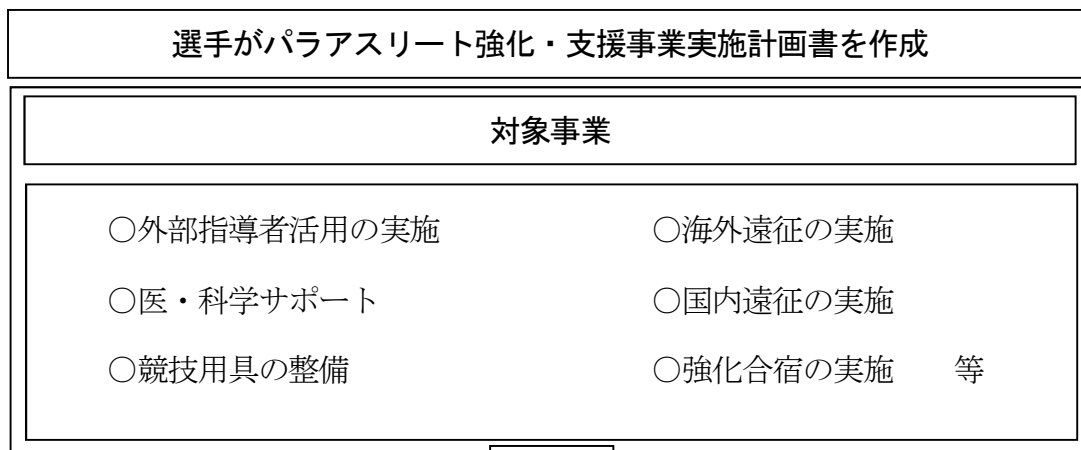 選手がパラアスリート強化・支援事業実施計画書を作成
対象事業
○外部指導者活用の実施　○海外遠征の実施
○医・科学サポート　○国内遠征の実施
○競技用具の整備　○強化合宿の実施　等